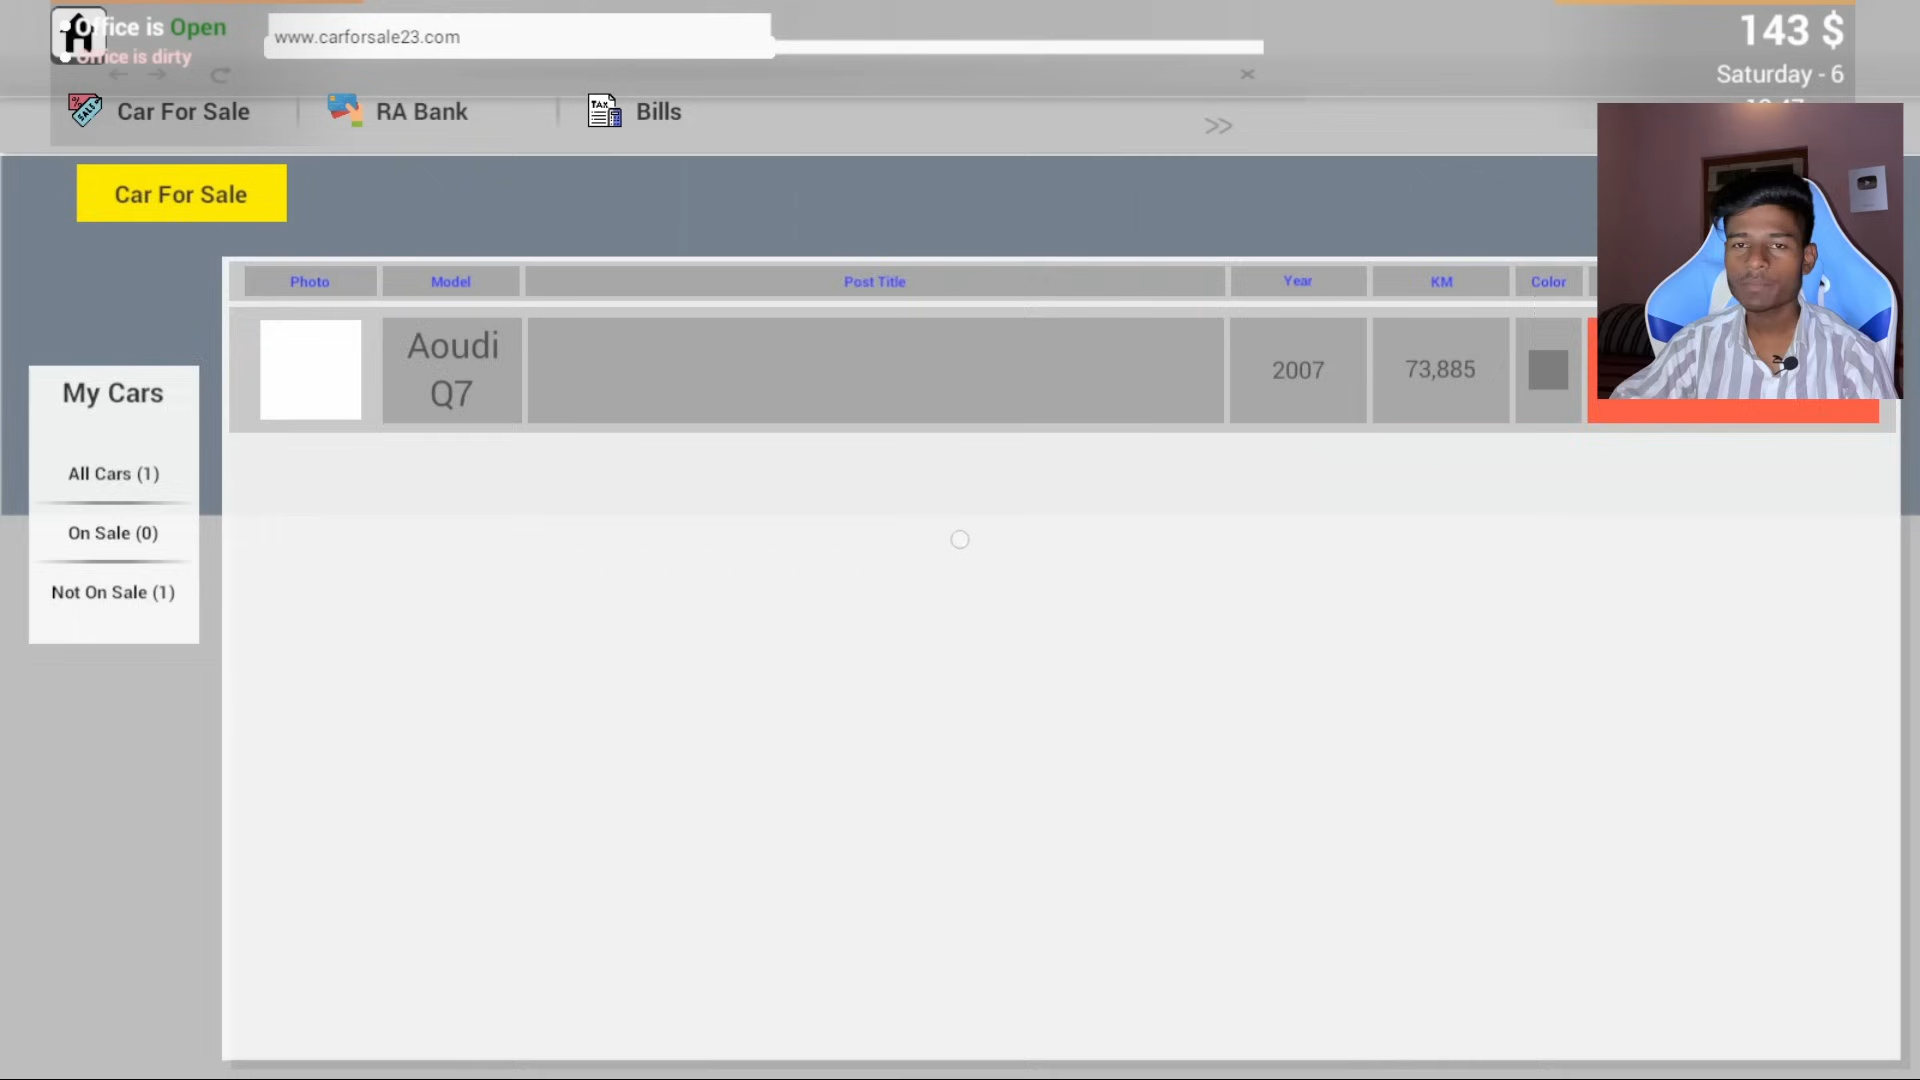 Office is Open
Office is dirty
www.carforsale23.com
143 $
Saturday - 6
Car For Sale
RA Bank
TAX
Bills
>>
Car For Sale
Photo
Model
Post Title
Year
KM
Color
Aoudi
Q7
2007
73,885
My Cars
All Cars (1)
On Sale (0)
Not On Sale (1)